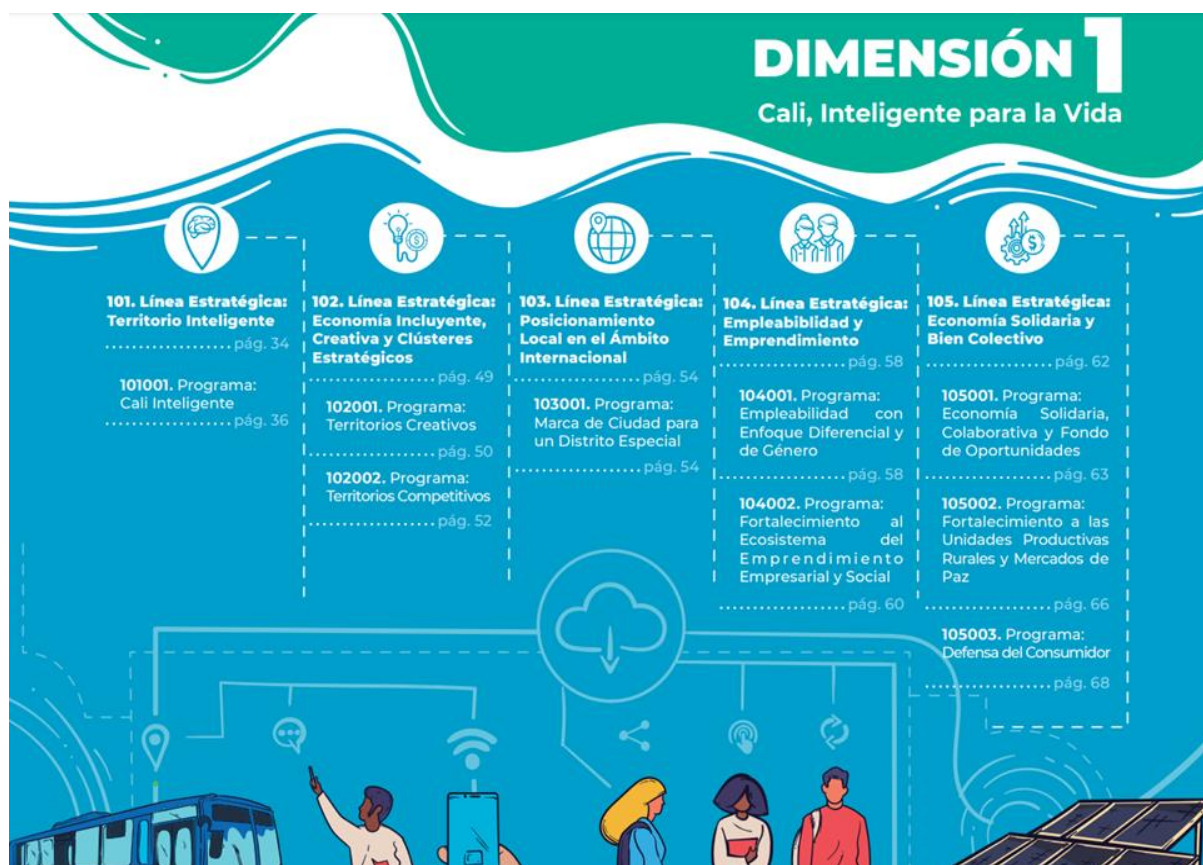 DIMENSIÓN 1
Cali, Inteligente para la Vida
101. Línea Estratégica:
Territorio Inteligente
.....................pág. 34
101001. Programa:
Cali Inteligente
.....................pág. 36
102. Línea Estratégica:
Economía Incluyente,
Creativa y Clústeres
Estratégicos
.....................pág. 49
102001. Programa:
Territorios Creativos
.....................pág. 50
102002. Programa:
Territorios Competitivos
.....................pág. 52
103. Línea Estratégica:
Posicionamiento
Local en el Ámbito
Internacional
.....................pág. 54
103001. Programa:
Marca de Ciudad para
un Distrito Especial
.....................pág. 54
104. Línea Estratégica:
Empleabiblidad y
Emprendimiento
.....................pág. 58
104001. Programa:
Empleabilidad con
Enfoque Diferencial y
de Género
.....................pág. 58
104002. Programa:
Fortalecimiento al
Ecosistema del
Emprendimiento
Empresarial y Social
.....................pág. 60
105. Línea Estratégica:
Economía Solidaria y
Bien Colectivo
.....................pág. 62
105001. Programa:
Economía Solidaria,
Colaborativa y Fondo
de Oportunidades
.....................pág. 63
105002. Programa:
Fortalecimiento a las
Unidades Productivas
Rurales y Mercados de
Paz
.....................pág. 66
105003. Programa:
Defensa del Consumidor
.....................pág. 68